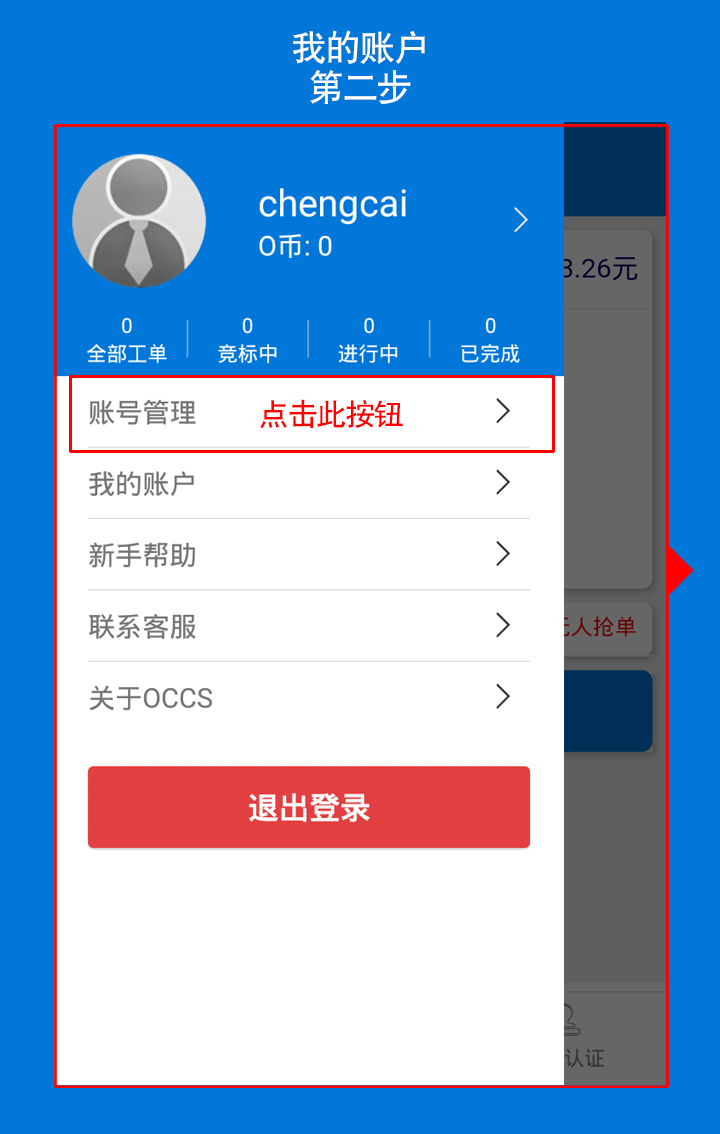 我的账户
第二步
chengcai
O币: 0
3.26元
0 0 0 0
全部工单 竞标中 进行中 已完成
账号管理 点击此按钮
我的账户
新手帮助
联系客服
无人抢单
关于OCCS
退出登录
认证